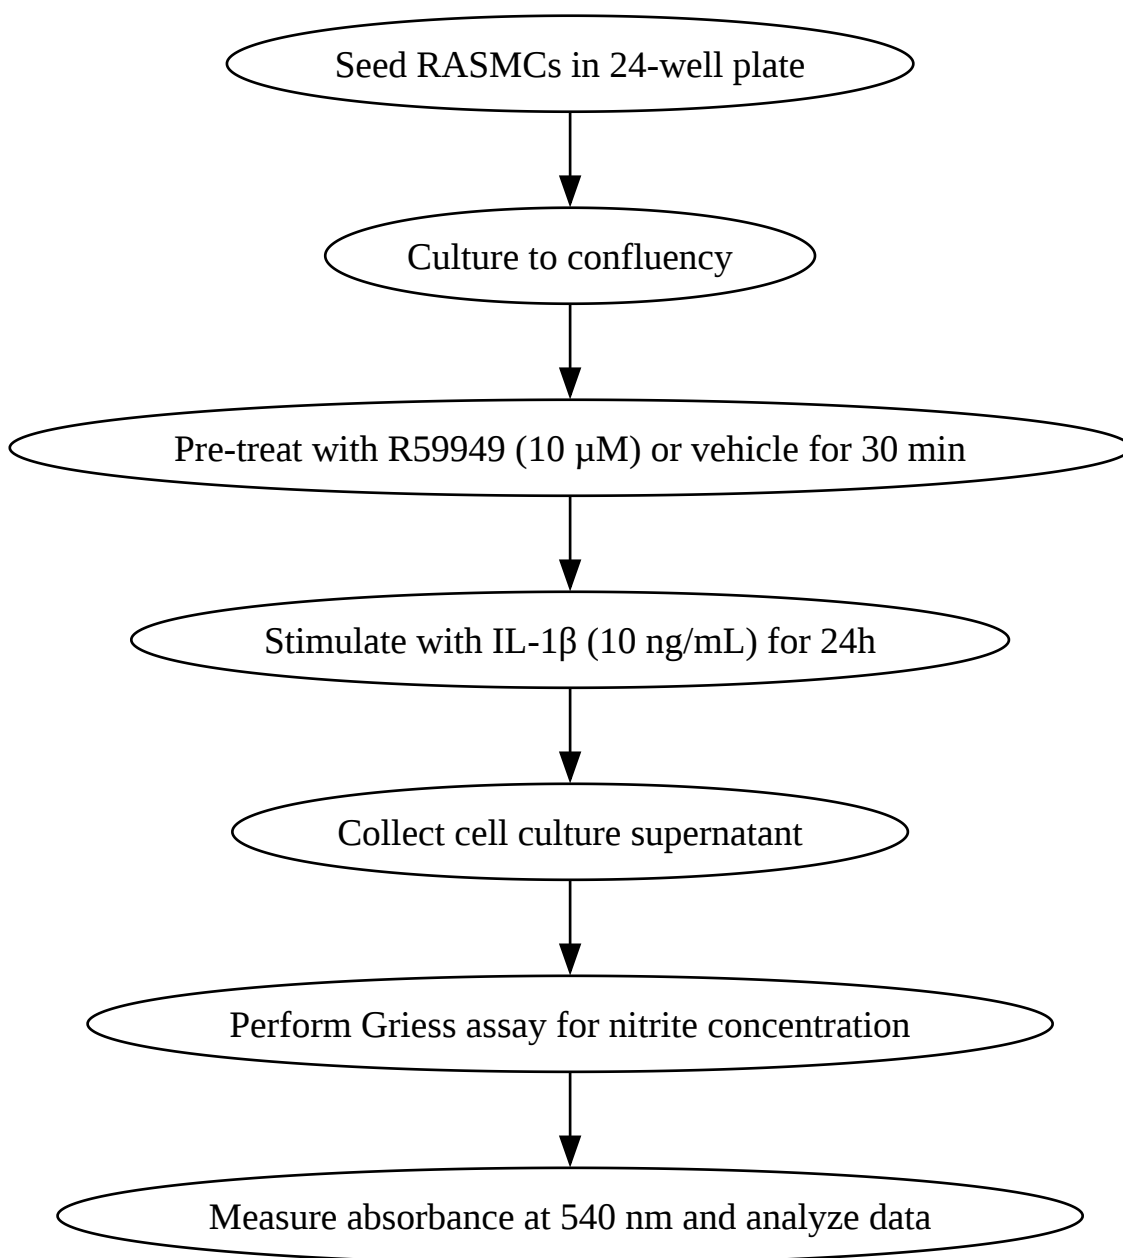 Seed RASMCs in 24-well plate
Culture to confluency
Pre-treat with R59949 (10 µM) or vehicle for 30 min
Stimulate with IL-1β (10 ng/mL) for 24h
Collect cell culture supernatant
Perform Griess assay for nitrite concentration
Measure absorbance at 540 nm and analyze data